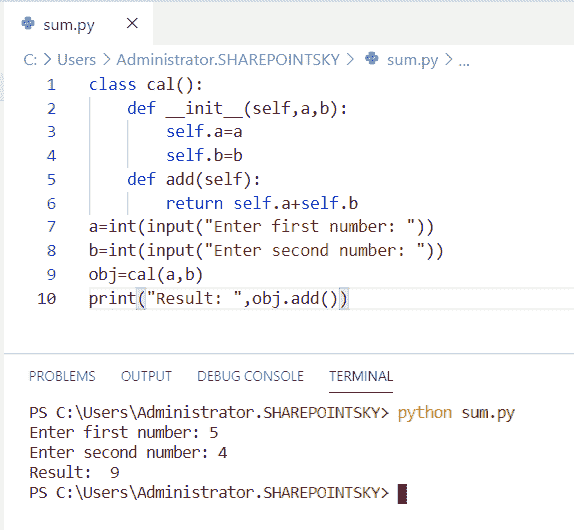 sum.py ×
C: > Users > Administrator.SHAREPOINTSKY > sum.py > ...
1 class cal():
2     def __init__(self,a,b):
3         self.a=a
4         self.b=b
5     def add(self):
6         return self.a+self.b
7 a=int(input("Enter first number: "))
8 b=int(input("Enter second number: "))
9 obj=cal(a,b)
10 print("Result: ",obj.add())
PROBLEMS OUTPUT DEBUG CONSOLE TERMINAL
PS C:\Users\Administrator.SHAREPOINTSKY> python sum.py
Enter first number: 5
Enter second number: 4
Result:  9
PS C:\Users\Administrator.SHAREPOINTSKY>